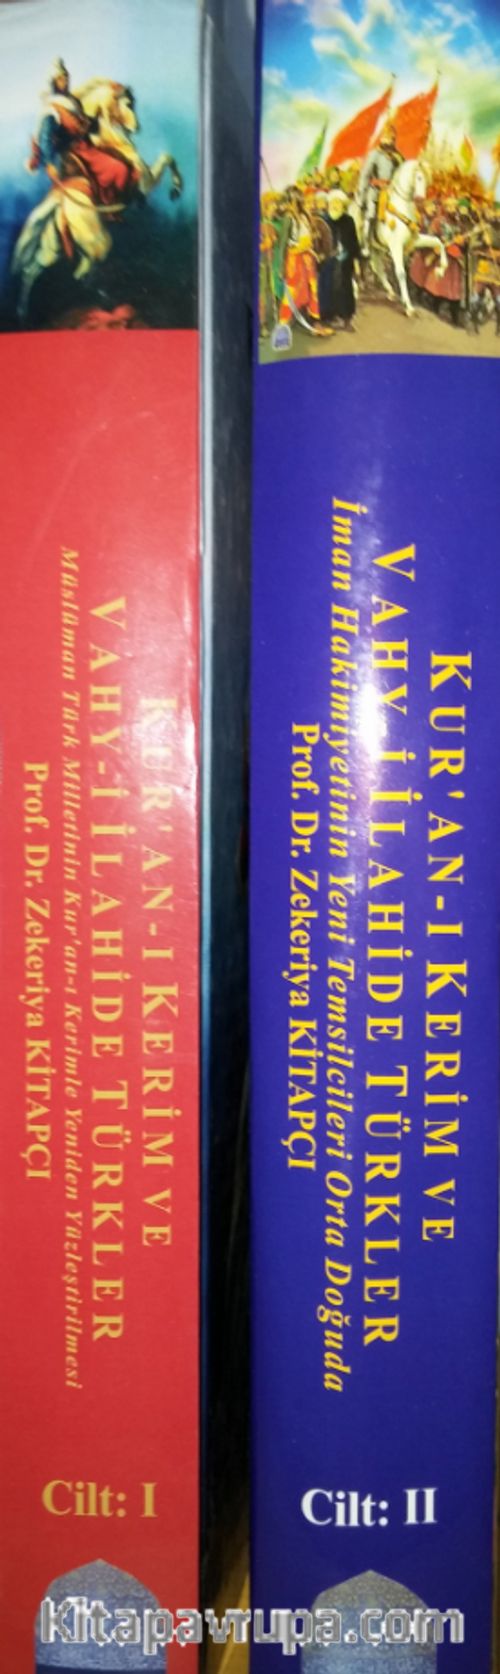 KUR'AN-I KERİM VE
VAHY-İ İLAHİDE TÜRKLER
Müslüman Türk Milletinin Kur'an-ı Kerimle Yeniden Yüzleştirilmesi
Prof. Dr. Zekeriya KİTAPÇI
Cilt: I
KUR'AN-I KERİM VE
VAHY-İ İLAHİDE TÜRKLER
İman Hakimiyetinin Yeni Temsilcileri Orta Doğuda
Prof. Dr. Zekeriya KİTAPÇI
Cilt: II
kitapavrupa.com